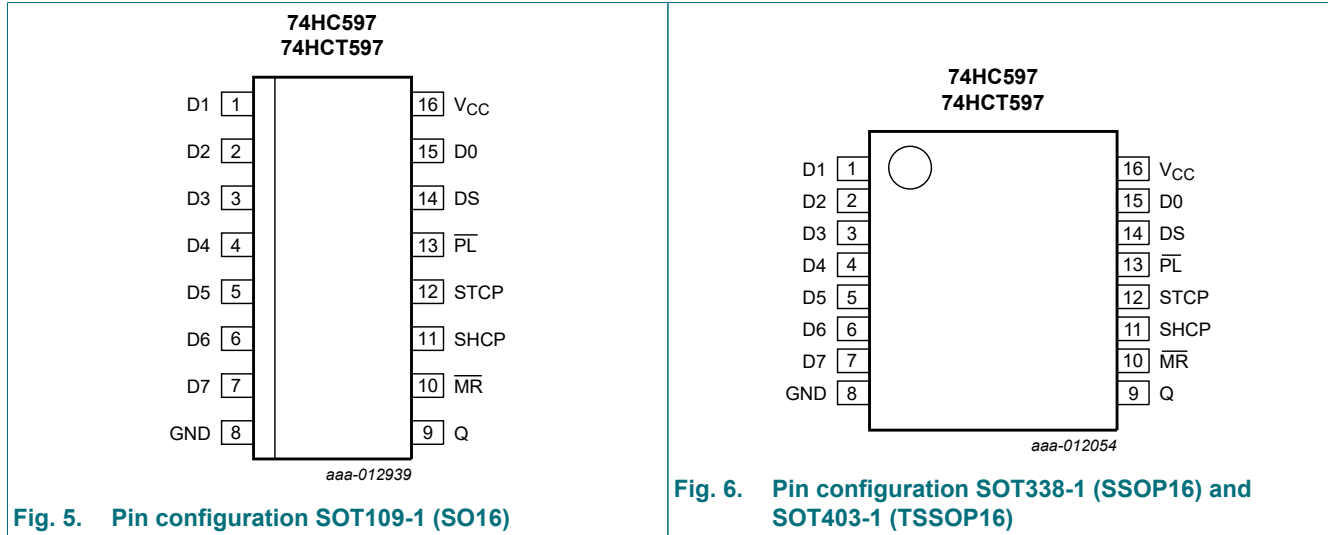 74HC597
74HCT597
D1 1 16 VCC
D2 2 15 D0
D3 3 14 DS
D4 4 13 P̅L̅
D5 5 12 STCP
D6 6 11 SHCP
D7 7 10 M̅R̅
GND 8 9 Q
aaa-012939
Fig. 5. Pin configuration SOT109-1 (SO16)
74HC597
74HCT597
D1 1 16 VCC
D2 2 15 D0
D3 3 14 DS
D4 4 13 P̅L̅
D5 5 12 STCP
D6 6 11 SHCP
D7 7 10 M̅R̅
GND 8 9 Q
aaa-012054
Fig. 6. Pin configuration SOT338-1 (SSOP16) and
SOT403-1 (TSSOP16)